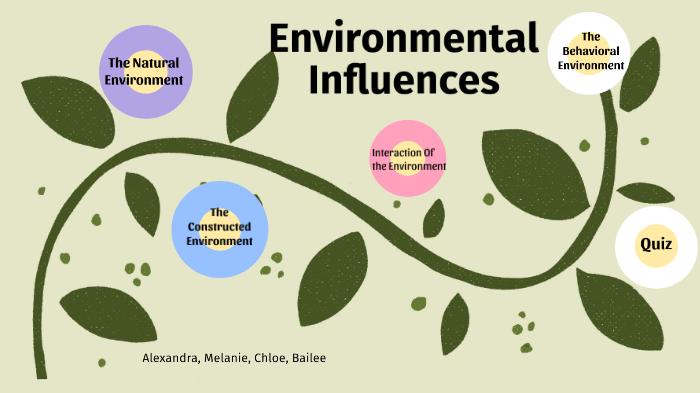 Environmental
Influences
The Natural
Environment
The
Behavioral
Environment
Interaction Of
the Environment
The
Constructed
Environment
Quiz
Alexandra, Melanie, Chloe, Bailee